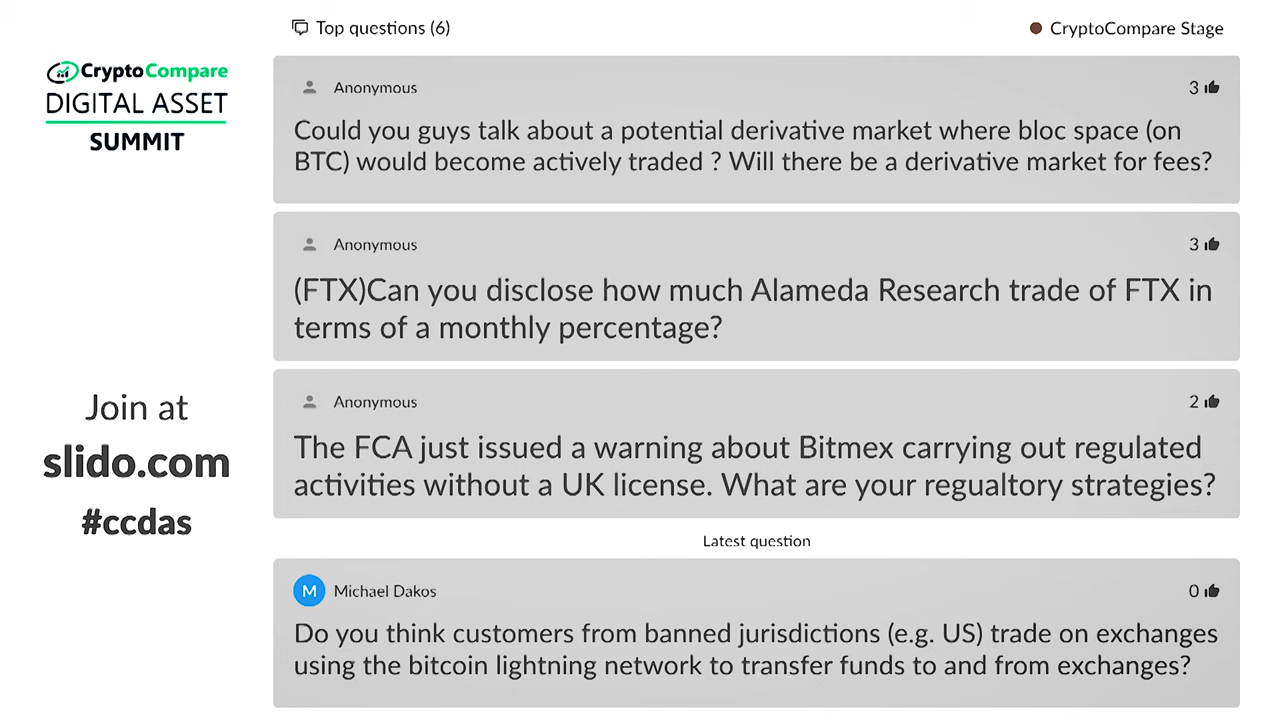 Top questions (6)
CryptoCompare Stage
CryptoCompare
DIGITAL ASSET
SUMMIT
Anonymous
3
Could you guys talk about a potential derivative market where bloc space (on
BTC) would become actively traded ? Will there be a derivative market for fees?
Anonymous
3
(FTX)Can you disclose how much Alameda Research trade of FTX in
terms of a monthly percentage?
Anonymous
2
The FCA just issued a warning about Bitmex carrying out regulated
activities without a UK license. What are your regualtory strategies?
Join at
slido.com
#ccdas
Latest question
M
Michael Dakos
0
Do you think customers from banned jurisdictions (e.g. US) trade on exchanges
using the bitcoin lightning network to transfer funds to and from exchanges?